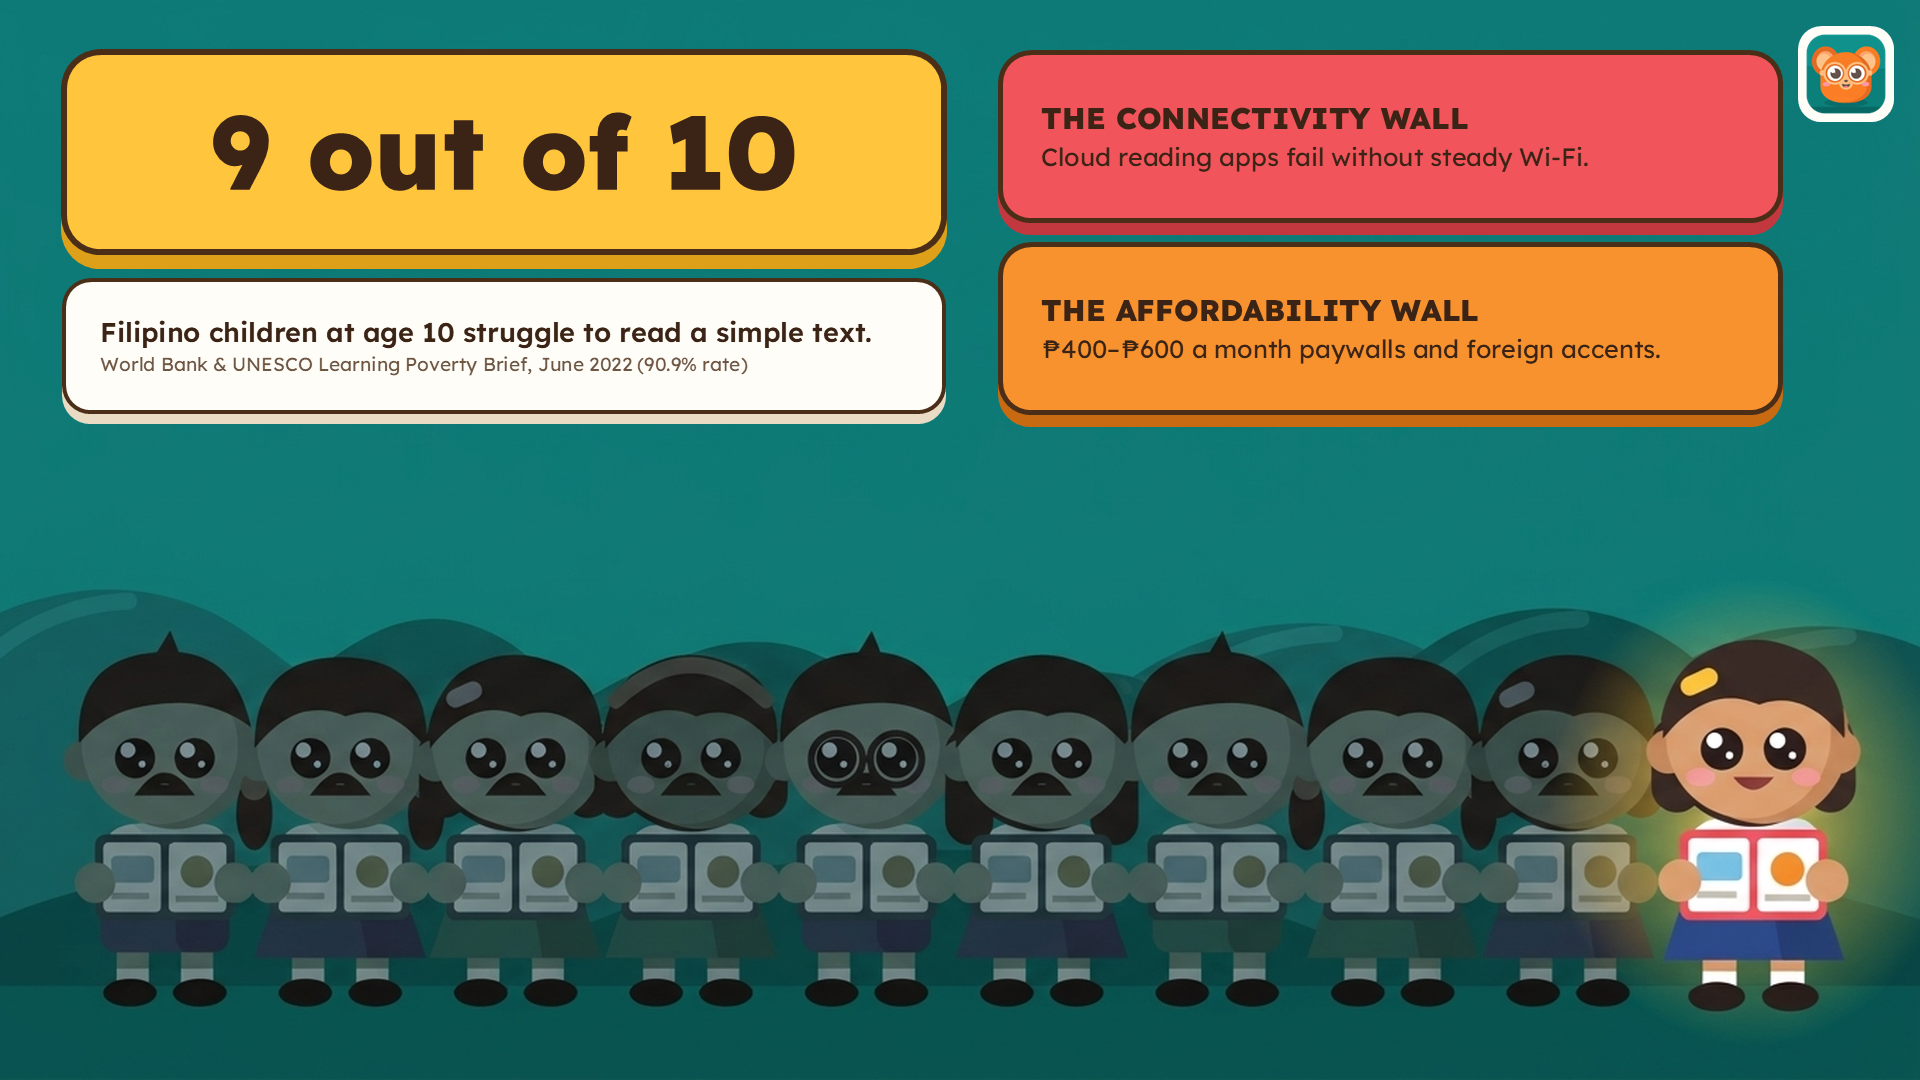 9 out of 10
Filipino children at age 10 struggle to read a simple text.
World Bank & UNESCO Learning Poverty Brief, June 2022 (90.9% rate)
THE CONNECTIVITY WALL
Cloud reading apps fail without steady Wi-Fi.
THE AFFORDABILITY WALL
₱400–₱600 a month paywalls and foreign accents.